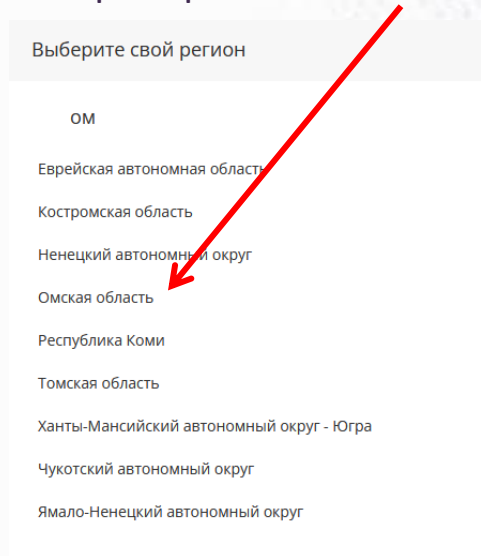 Выберите свой регион
ом
Еврейская автономная область
Костромская область
Ненецкий автономный округ
Омская область
Республика Коми
Томская область
Ханты-Мансийский автономный округ - Югра
Чукотский автономный округ
Ямало-Ненецкий автономный округ